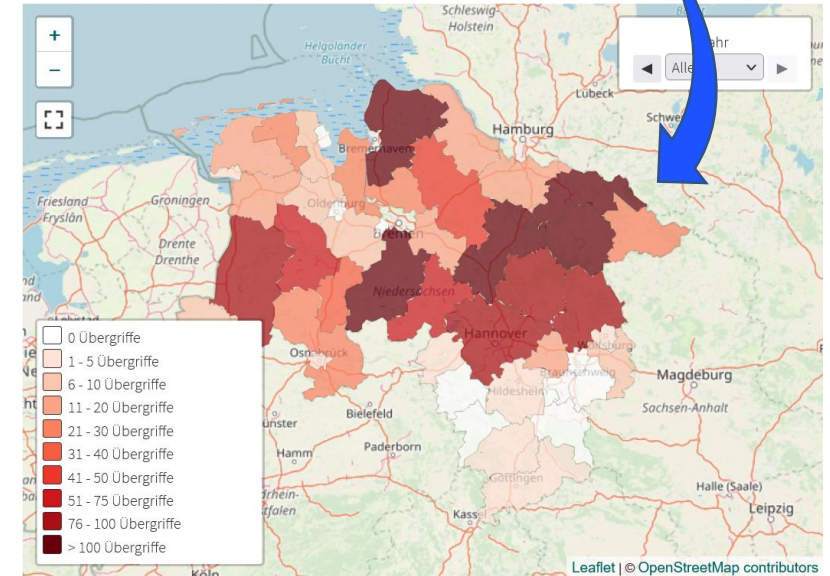 Schleswig-
Holstein
Helgoländer
Bucht
+
−
Alle
Lübeck
Hamburg
Bremerhaven
Friesland
Fryslân
Groningen
Oldenburg
Drente
Drenthe
Bremen
Niedersachsen
Hannover
Wolfsburg
Osnabrück
Braunschweig
Magdeburg
Hildesheim
Sachsen-Anhalt
Bielefeld
Hamm
Paderborn
Göttingen
Halle (Saale)
Leipzig
Köln
0 Übergriffe
1 - 5 Übergriffe
6 - 10 Übergriffe
11 - 20 Übergriffe
21 - 30 Übergriffe
31 - 40 Übergriffe
41 - 50 Übergriffe
51 - 75 Übergriffe
76 - 100 Übergriffe
> 100 Übergriffe
Leaflet | © OpenStreetMap contributors